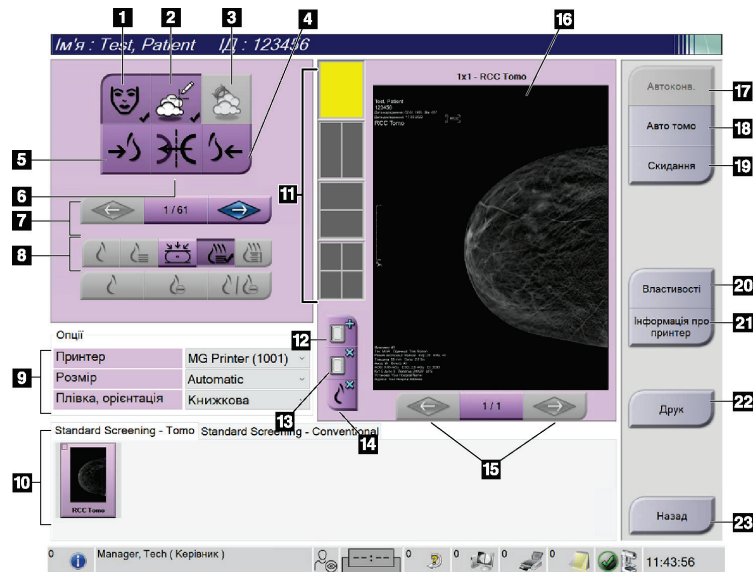 1
2
3
4
16
Ім'я : Test, Patient ІД : 123456
1x1 - RCC Tomo
Test, Patient
123456
RCC Tomo
Автоконв.
17
Авто томо
18
Скидання
19
5
6
7
1 / 61
11
8
Опції
Принтер
MG Printer (1001)
9
Розмір
Automatic
Плівка, орієнтація
Книжкова
12
13
14
1 / 1
15
Властивості
20
Інформація про
принтер
21
Друк
22
Standard Screening - Tomo
Standard Screening - Conventional
10
RCC Tomo
Назад
23
0
Manager, Tech ( Керівник )
--:--
0
0
0
0
11:43:56